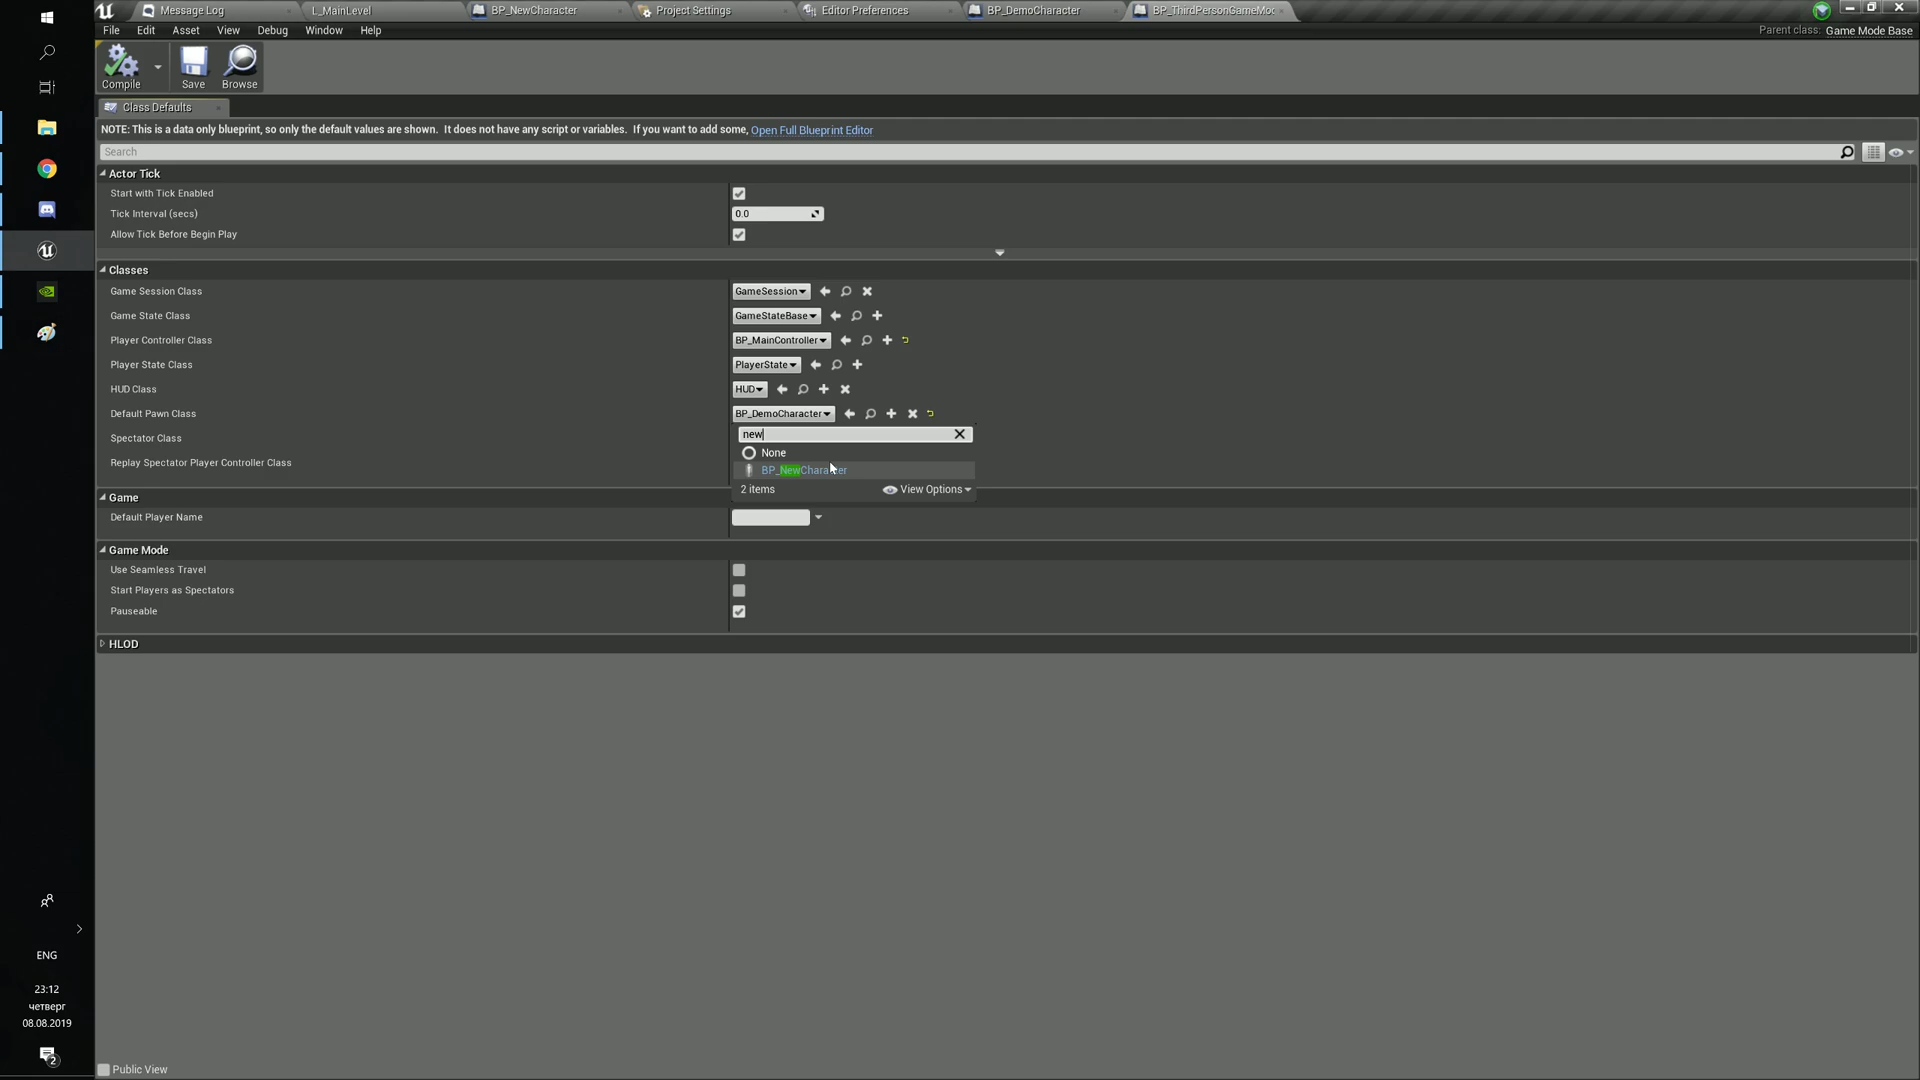 Message Log
L_MainLevel
BP_NewCharacter
Project Settings
Editor Preferences
BP_DemoCharacter
BP_ThirdPersonGameMod
File Edit Asset View Debug Window Help
Parent class: Game Mode Base
Compile
Save
Browse
Class Defaults
NOTE: This is a data only blueprint, so only the default values are shown. It does not have any script or variables. If you want to add some, Open Full Blueprint Editor
Search
Actor Tick
Start with Tick Enabled
Tick Interval (secs) 0.0
Allow Tick Before Begin Play
Classes
Game Session Class GameSession
Game State Class GameStateBase
Player Controller Class BP_MainController
Player State Class PlayerState
HUD Class HUD
Default Pawn Class BP_DemoCharacter
new
Spectator Class
None
Replay Spectator Player Controller Class
BP_NewCharacter
2 items View Options
Game
Default Player Name
Game Mode
Use Seamless Travel
Start Players as Spectators
Pauseable
HLOD
ENG
23:12
четверг
08.08.2019
2
Public View